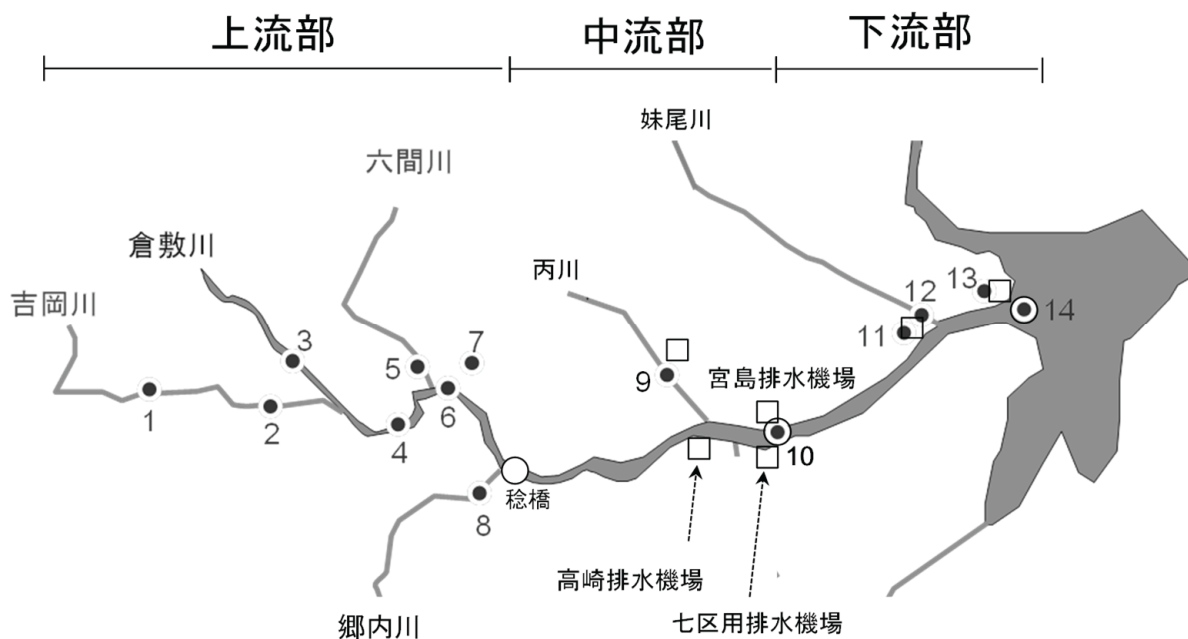 上流部
中流部
下流部
妹尾川
六間川
倉敷川
丙川
吉岡川
13
12
14
3
11
7
5
9
宮島排水機場
6
1
2
4
10
稔橋
8
高崎排水機場
七区用排水機場
郷内川